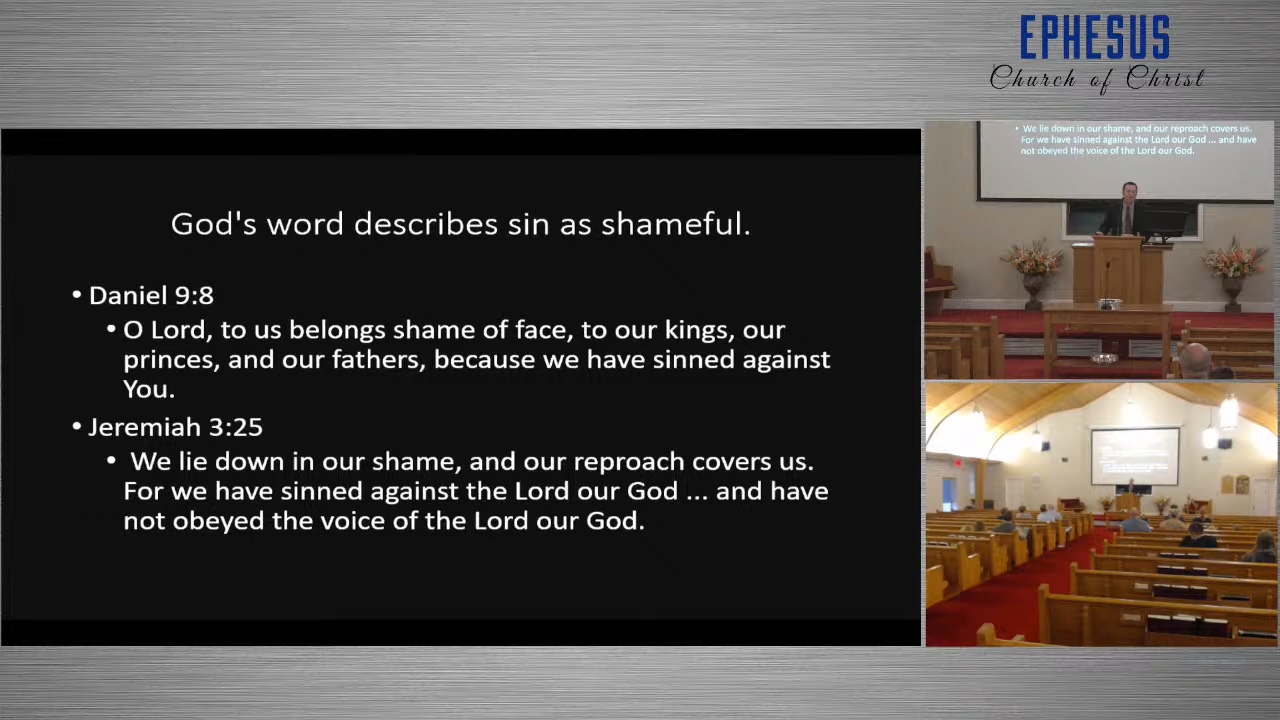 EPHESUS
Church of Christ
God's word describes sin as shameful.
• Daniel 9:8
• O Lord, to us belongs shame of face, to our kings, our
princes, and our fathers, because we have sinned against
You.
• Jeremiah 3:25
• We lie down in our shame, and our reproach covers us.
For we have sinned against the Lord our God ... and have
not obeyed the voice of the Lord our God.
• We lie down in our shame, and our reproach covers us.
For we have sinned against the Lord our God ... and have
not obeyed the voice of the Lord our God.